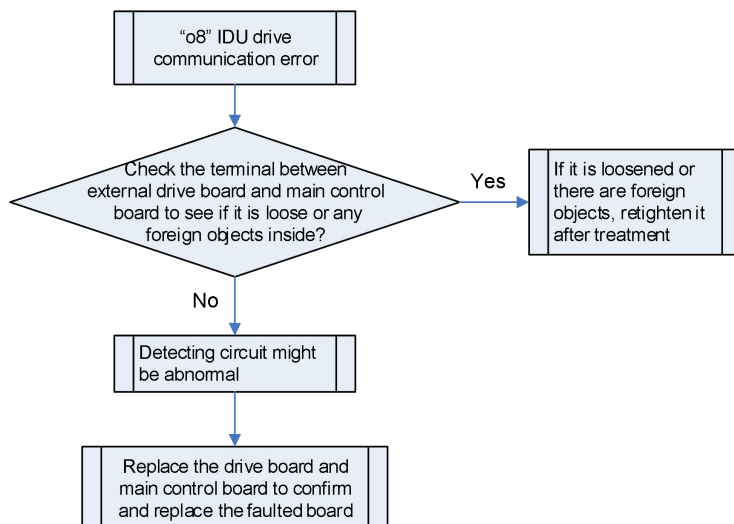 “o8” IDU drive
communication error
Check the terminal between
external drive board and main control
board to see if it is loose or any
foreign objects inside?
Yes
If it is loosened or
there are foreign
objects, retighten it
after treatment
No
Detecting circuit might
be abnormal
Replace the drive board and
main control board to confirm
and replace the faulted board